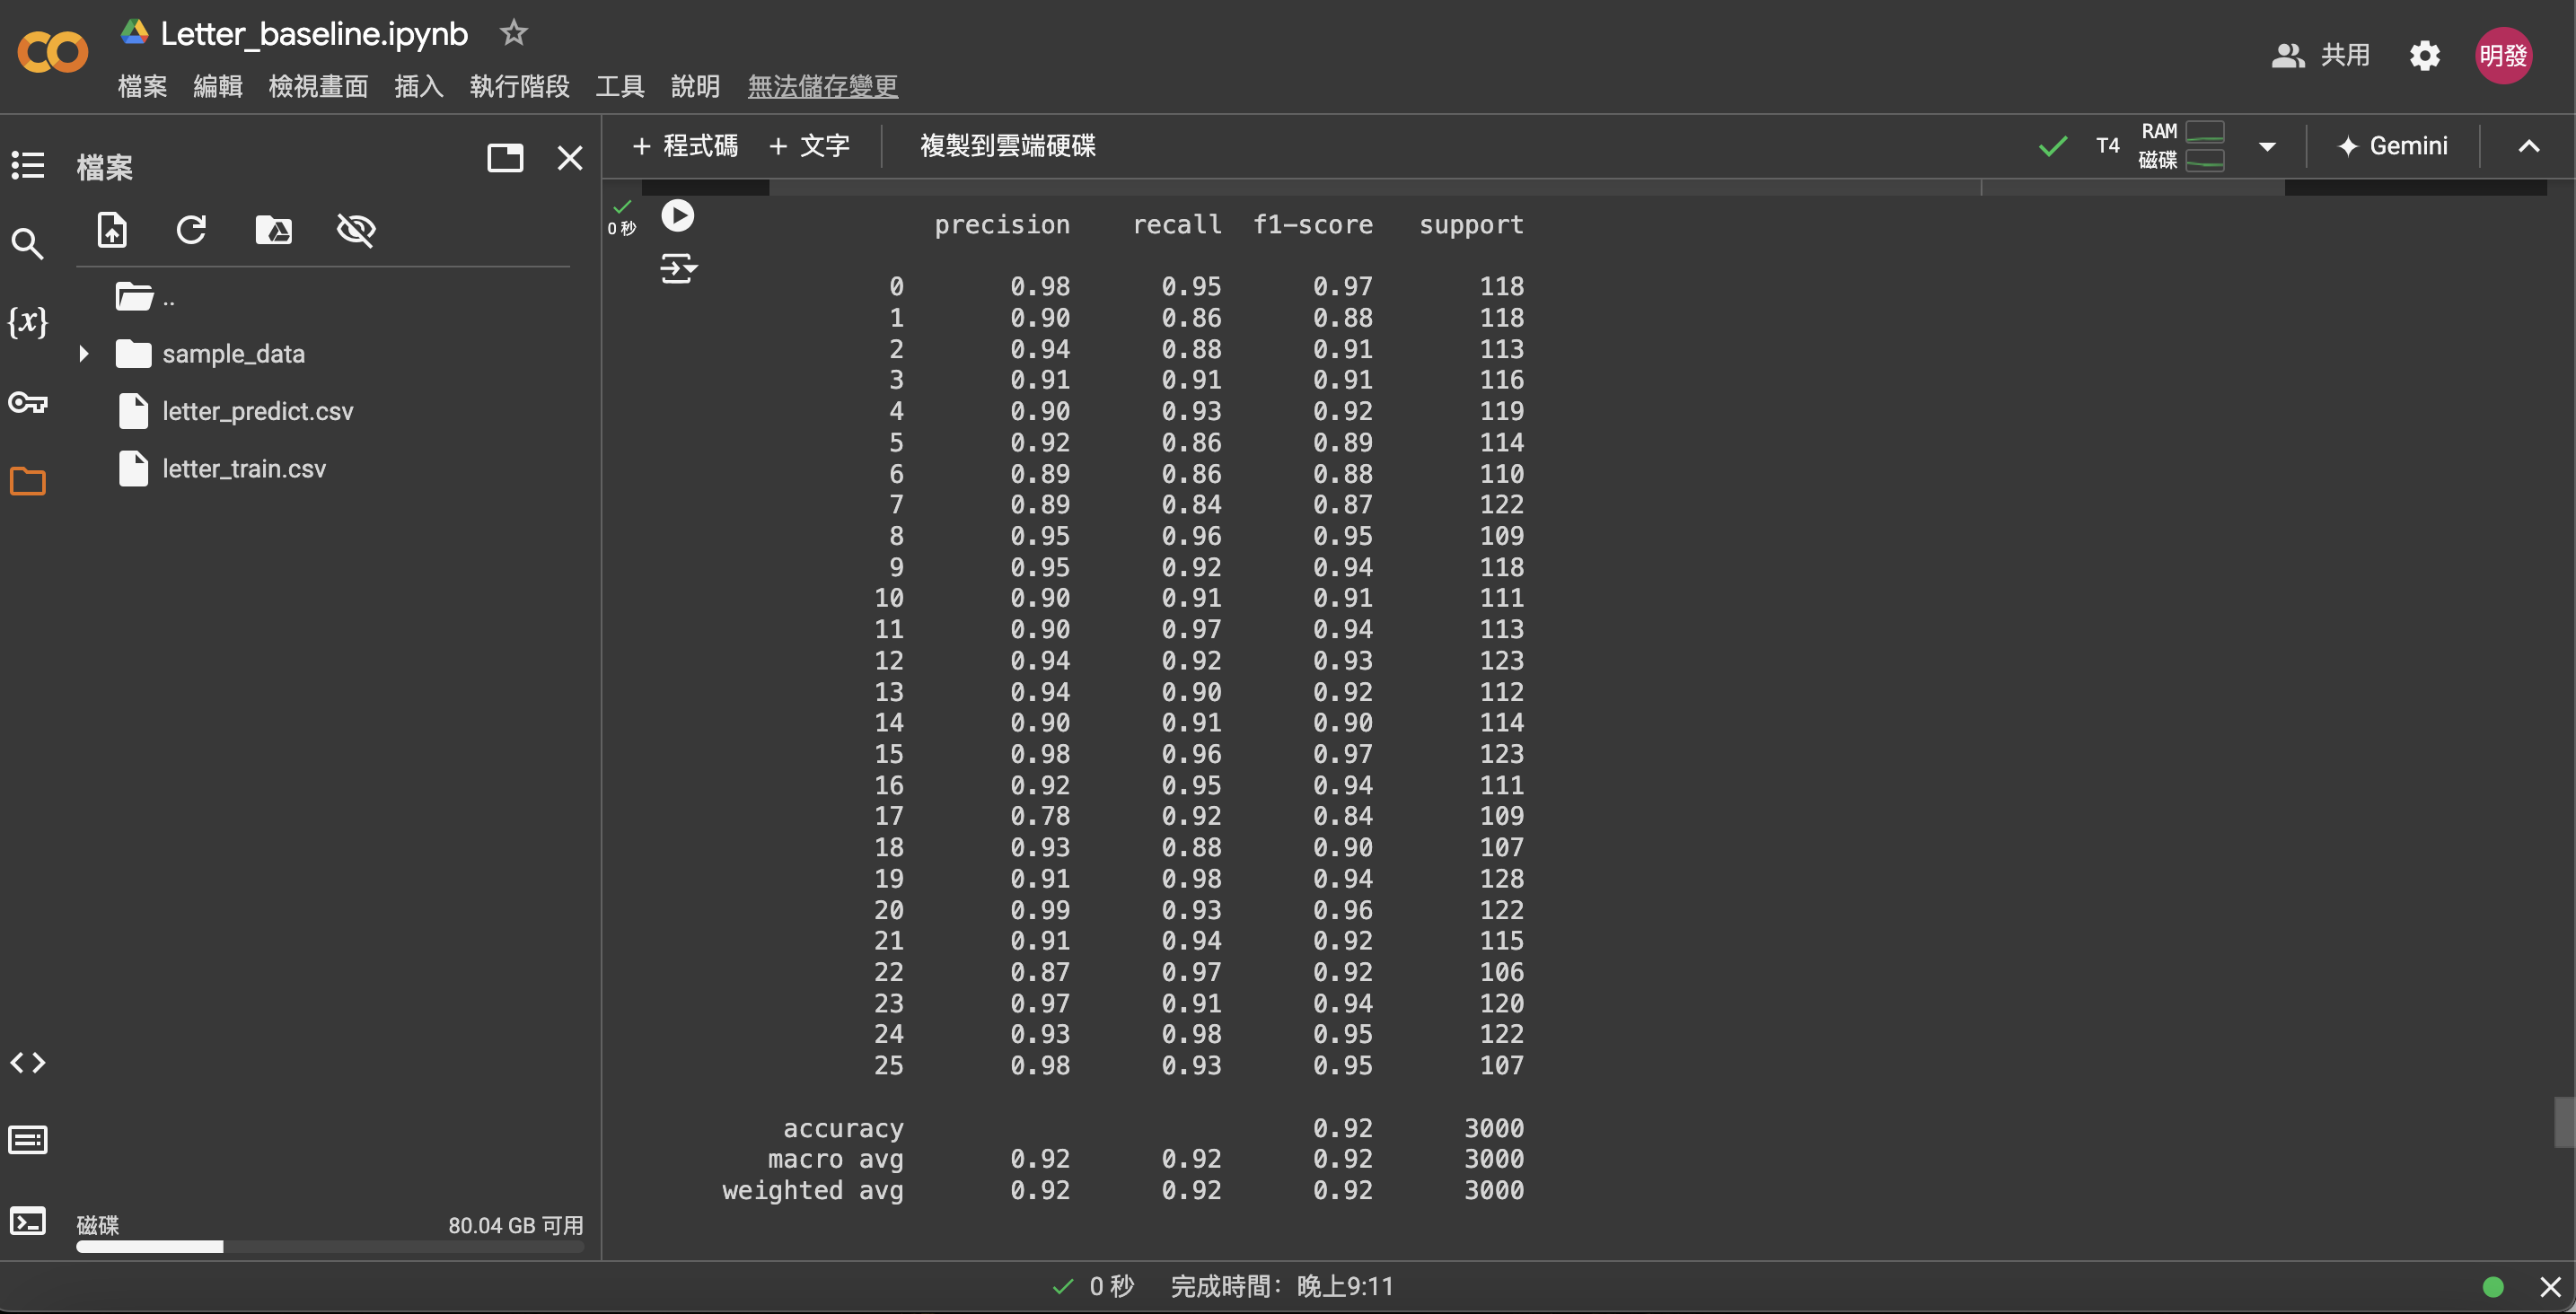 Letter_baseline.ipynb
檔案 編輯 檢視畫面 插入 執行階段 工具 說明 無法儲存變更
共用
明發
檔案
+ 程式碼 + 文字 複製到雲端硬碟
T4
RAM
磁碟
Gemini
..
sample_data
letter_predict.csv
letter_train.csv
{x}
磁碟 80.04 GB 可用
0 秒
precision recall f1-score support
0 0.98 0.95 0.97 118
1 0.90 0.86 0.88 118
2 0.94 0.88 0.91 113
3 0.91 0.91 0.91 116
4 0.90 0.93 0.92 119
5 0.92 0.86 0.89 114
6 0.89 0.86 0.88 110
7 0.89 0.84 0.87 122
8 0.95 0.96 0.95 109
9 0.95 0.92 0.94 118
10 0.90 0.91 0.91 111
11 0.90 0.97 0.94 113
12 0.94 0.92 0.93 123
13 0.94 0.90 0.92 112
14 0.90 0.91 0.90 114
15 0.98 0.96 0.97 123
16 0.92 0.95 0.94 111
17 0.78 0.92 0.84 109
18 0.93 0.88 0.90 107
19 0.91 0.98 0.94 128
20 0.99 0.93 0.96 122
21 0.91 0.94 0.92 115
22 0.87 0.97 0.92 106
23 0.97 0.91 0.94 120
24 0.93 0.98 0.95 122
25 0.98 0.93 0.95 107
accuracy 0.92 3000
macro avg 0.92 0.92 0.92 3000
weighted avg 0.92 0.92 0.92 3000
0 秒 完成時間：晚上9:11